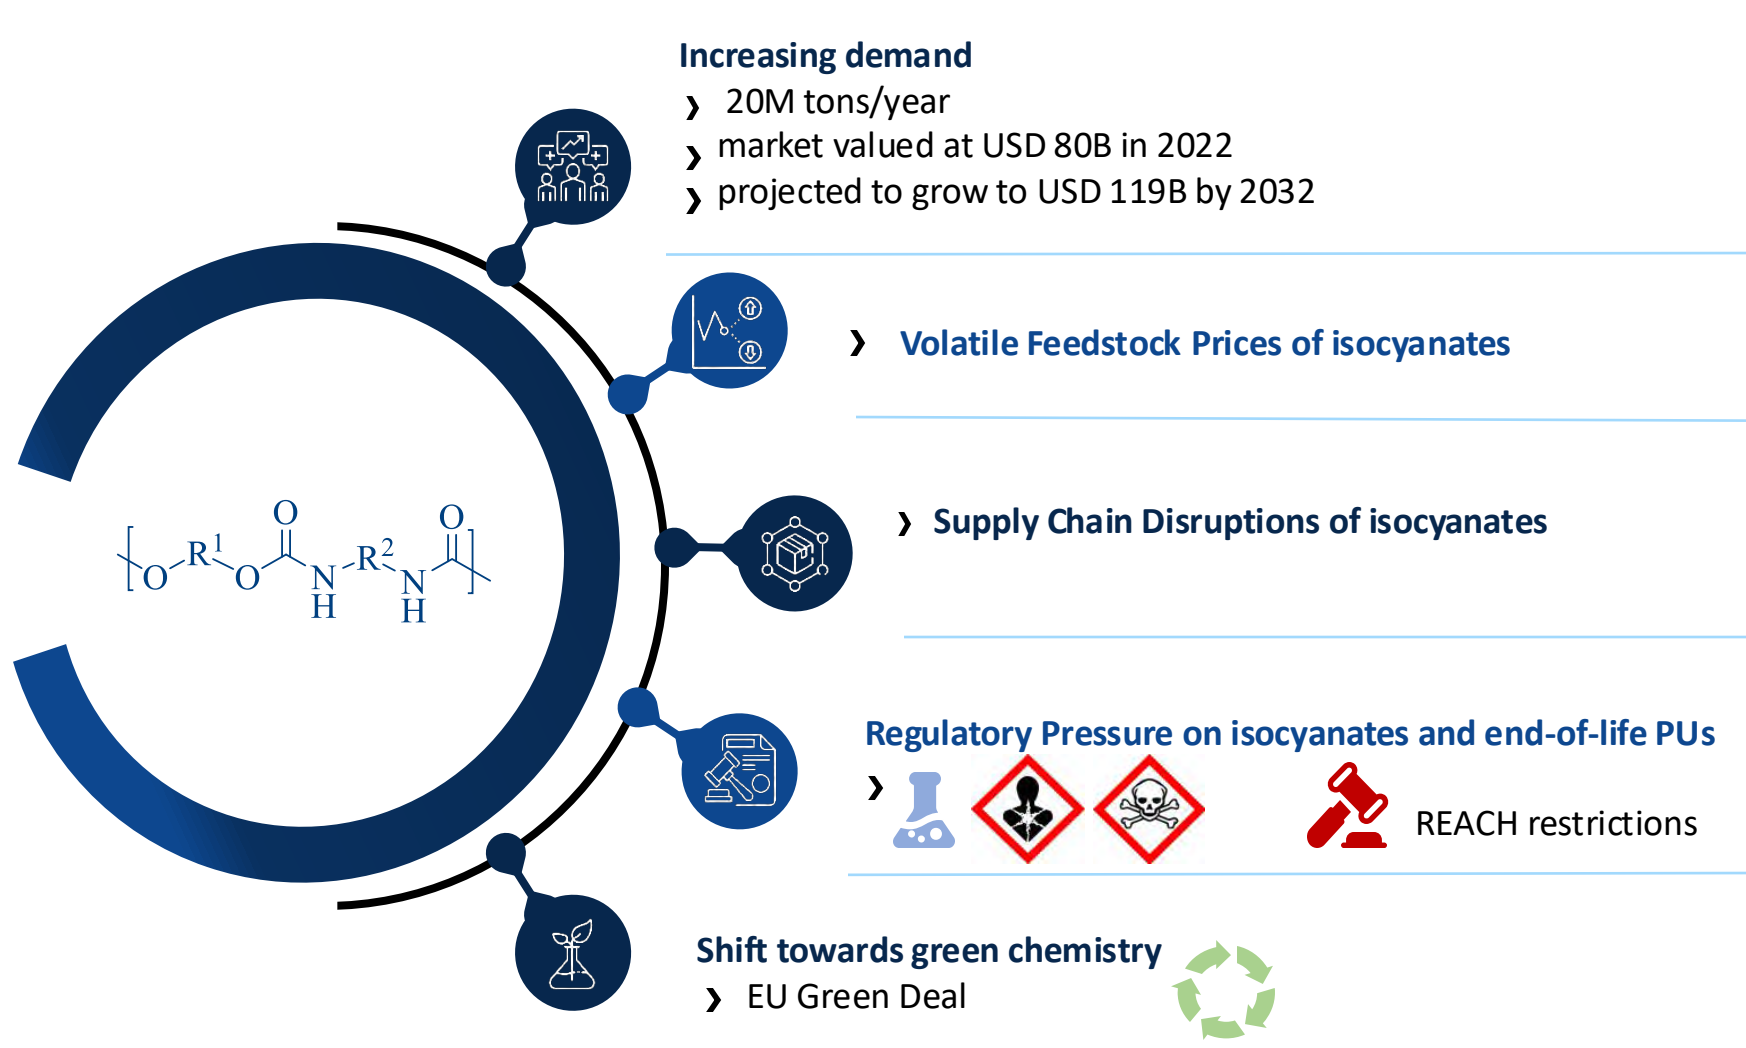 Increasing demand
❯ 20M tons/year
❯ market valued at USD 80B in 2022
❯ projected to grow to USD 119B by 2032
❯ Volatile Feedstock Prices of isocyanates
❯ Supply Chain Disruptions of isocyanates
O R¹ O O N H R² N H O
Regulatory Pressure on isocyanates and end-of-life PUs
❯ REACH restrictions
Shift towards green chemistry
❯ EU Green Deal